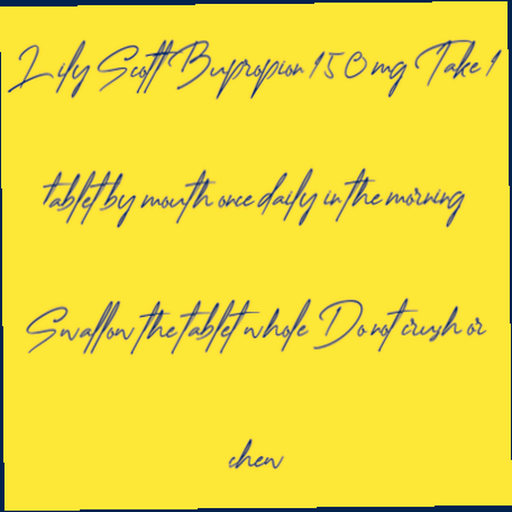 Lily Scott Bupropion 150 mg Take 1
tablet by mouth once daily in the morning
Swallow the tablet whole Do not crush or
chew